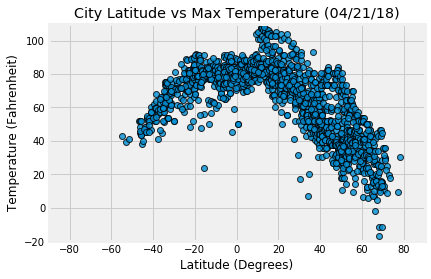 City Latitude vs Max Temperature (04/21/18)
Temperature (Fahrenheit)
100
80
60
40
20
0
−20
−80 −60 −40 −20 0 20 40 60 80
Latitude (Degrees)